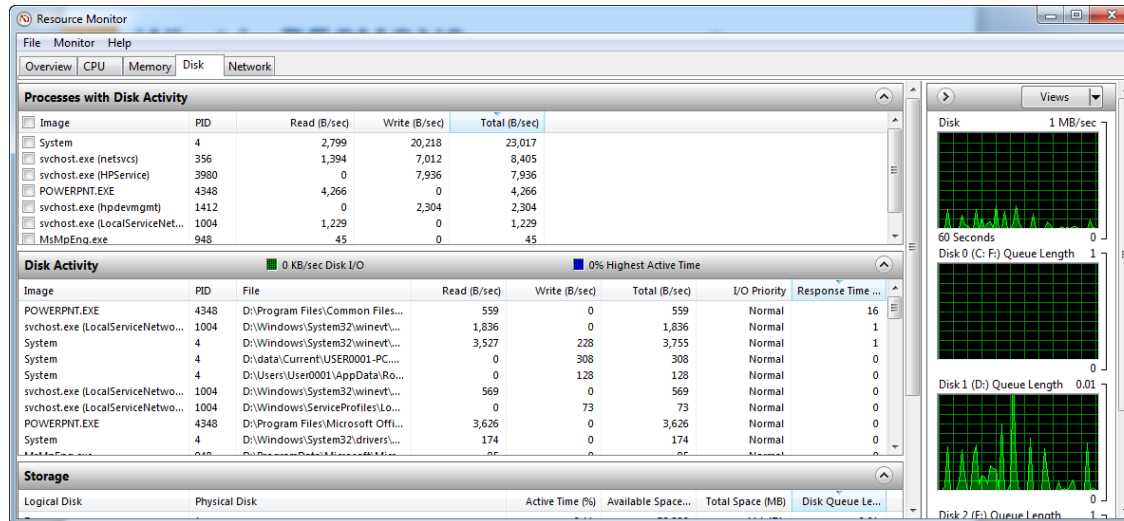 Resource Monitor
File Monitor Help
Overview CPU Memory Disk Network
Processes with Disk Activity
Image PID Read (B/sec) Write (B/sec) Total (B/sec)
System 4 2,799 20,218 23,017
svchost.exe (netsvcs) 356 1,394 7,012 8,405
svchost.exe (HPService) 3980 0 7,936 7,936
POWERPNT.EXE 4348 4,266 0 4,266
svchost.exe (hpdevmgmt) 1412 0 2,304 2,304
svchost.exe (LocalServiceNet... 1004 1,229 0 1,229
MsMpEng.exe 948 45 0 45
Disk Activity 0 KB/sec Disk I/O 0% Highest Active Time
Image PID File Read (B/sec) Write (B/sec) Total (B/sec) I/O Priority Response Time ...
POWERPNT.EXE 4348 D:\Program Files\Common Files... 559 0 559 Normal 16
svchost.exe (LocalServiceNetwo... 1004 D:\Windows\System32\winevt\... 1,836 0 1,836 Normal 1
System 4 D:\Windows\System32\winevt\... 3,527 228 3,755 Normal 1
System 4 D:\data\Current\USER0001-PC.... 0 308 308 Normal 0
System 4 D:\Users\User0001\AppData\Ro... 0 128 128 Normal 0
svchost.exe (LocalServiceNetwo... 1004 D:\Windows\System32\winevt\... 569 0 569 Normal 0
svchost.exe (LocalServiceNetwo... 1004 D:\Windows\ServiceProfiles\Lo... 0 73 73 Normal 0
POWERPNT.EXE 4348 D:\Program Files\Microsoft Offi... 3,626 0 3,626 Normal 0
System 4 D:\Windows\System32\drivers\... 174 0 174 Normal 0
Storage
Logical Disk Physical Disk Active Time (%) Available Space... Total Space (MB) Disk Queue Le...
Views
Disk 1 MB/sec
60 Seconds 0
Disk 0 (C: F:) Queue Length 1
0
Disk 1 (D:) Queue Length 0.01
0
Disk 2 (E:) Queue Length 1